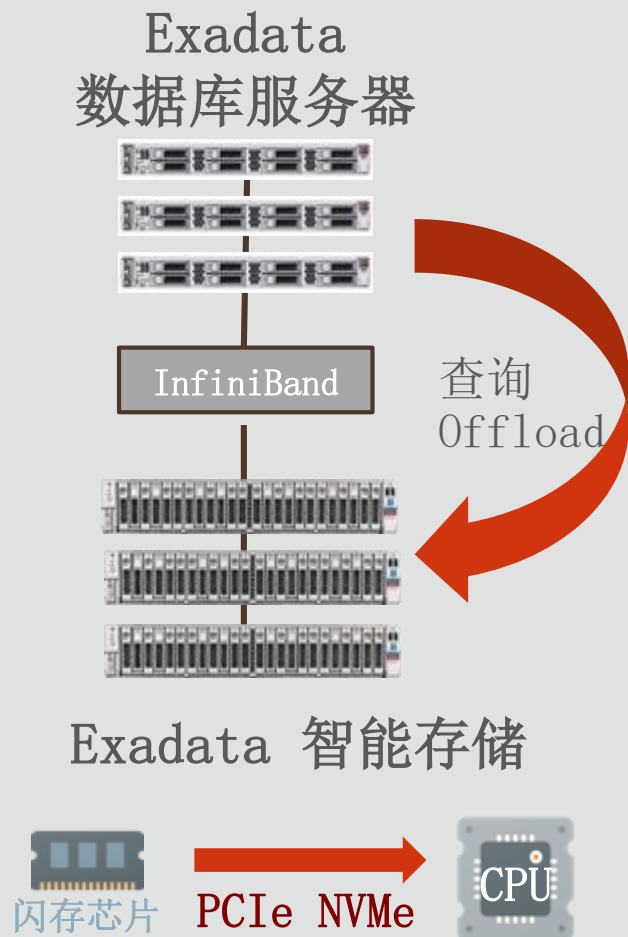 Exadata
数据库服务器
InfiniBand
查询
Offload
Exadata 智能存储
闪存芯片
PCIe NVMe
CPU